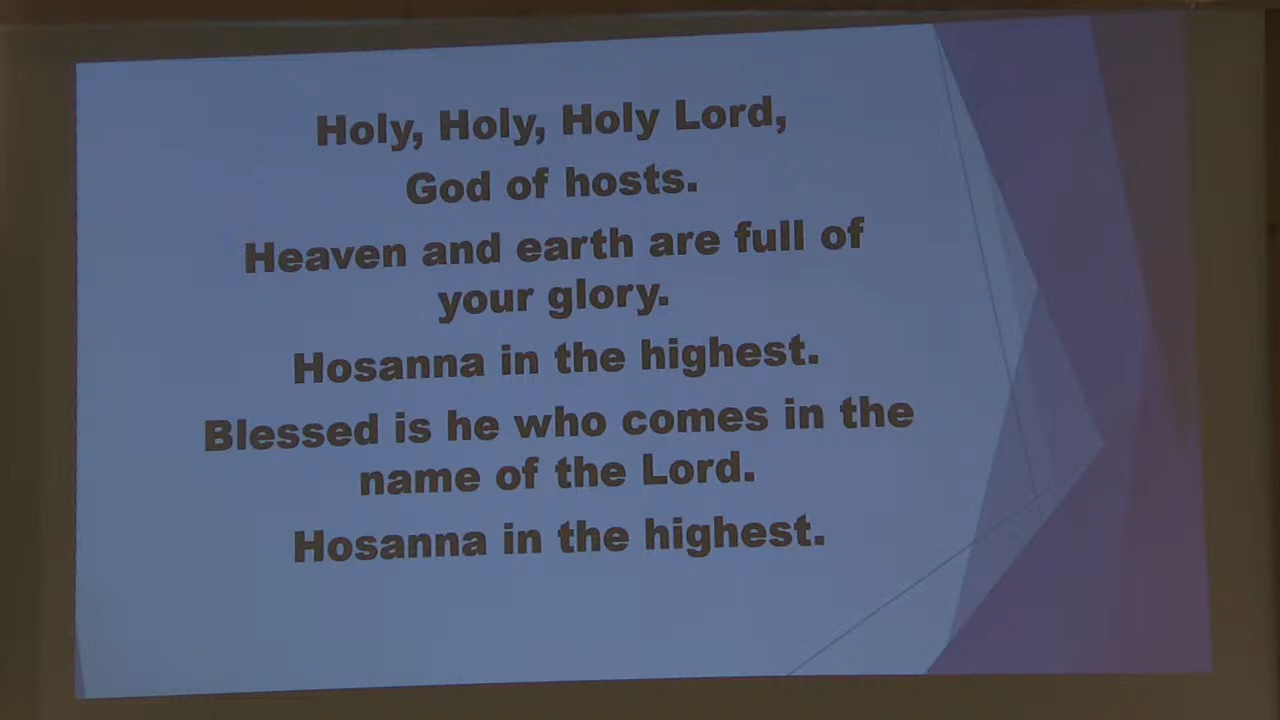 Holy, Holy, Holy Lord,
God of hosts.
Heaven and earth are full of
your glory.
Hosanna in the highest.
Blessed is he who comes in the
name of the Lord.
Hosanna in the highest.